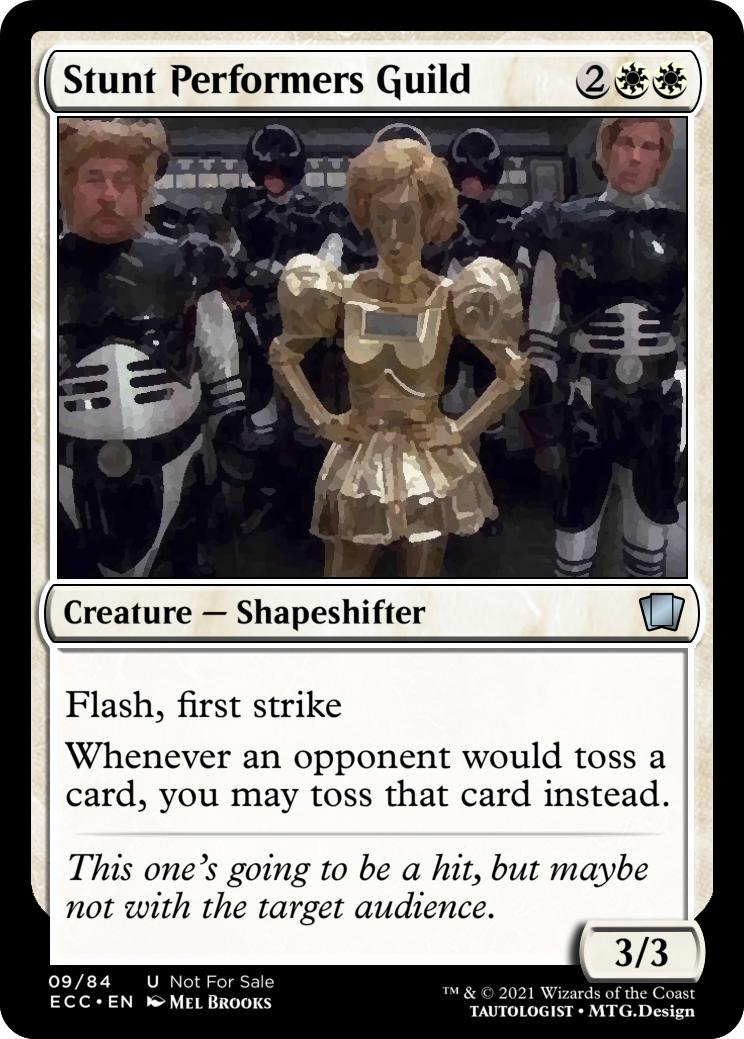 Stunt Performers Guild 2
Creature — Shapeshifter
Flash, first strike
Whenever an opponent would toss a
card, you may toss that card instead.
This one's going to be a hit, but maybe
not with the target audience.
3/3
09/84 U Not For Sale
ECC • EN MEL BROOKS
™ & © 2021 Wizards of the Coast
TAUTOLOGIST • MTG.Design